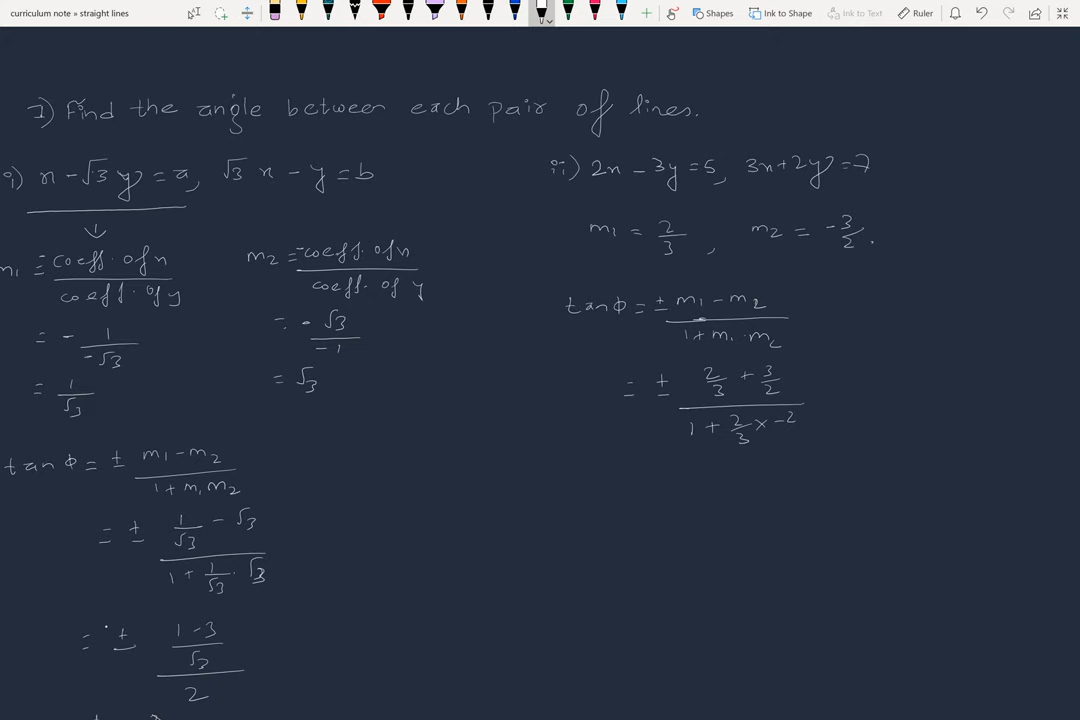 curriculum note » straight lines
Shapes Ink to Shape Ink to Text Ruler
1) Find the angle between each pair of lines.
i) x - √3 y = a, √3 x - y = b
m1 = coeff. of x / coeff. of y
= - 1 / -√3
= 1 / √3
m2 = -coeff. of x / coeff. of y
= - √3 / -1
= √3
tan φ = ± m1 - m2 / 1 + m1 m2
= ± (1/√3 - √3) / (1 + 1/√3 . √3)
= ± ((1 - 3)/√3) / 2
ii) 2x - 3y = 5, 3x + 2y = 7
m1 = 2/3, m2 = -3/2.
tan φ = ± m1 - m2 / 1 + m1 . m2
= ± (2/3 + 3/2) / (1 + 2/3 × -2)